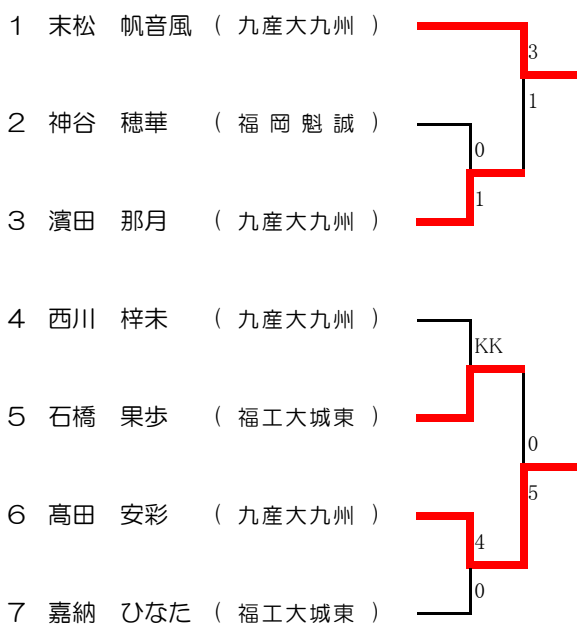 1 末松 帆音風 ( 九産大九州 )
3
1
2 神谷 穂華 ( 福岡魁誠 )
0
1
3 濱田 那月 ( 九産大九州 )
4 西川 梓未 ( 九産大九州 )
KK
5 石橋 果歩 ( 福工大城東 )
0
5
6 髙田 安彩 ( 九産大九州 )
4
0
7 嘉納 ひなた ( 福工大城東 )